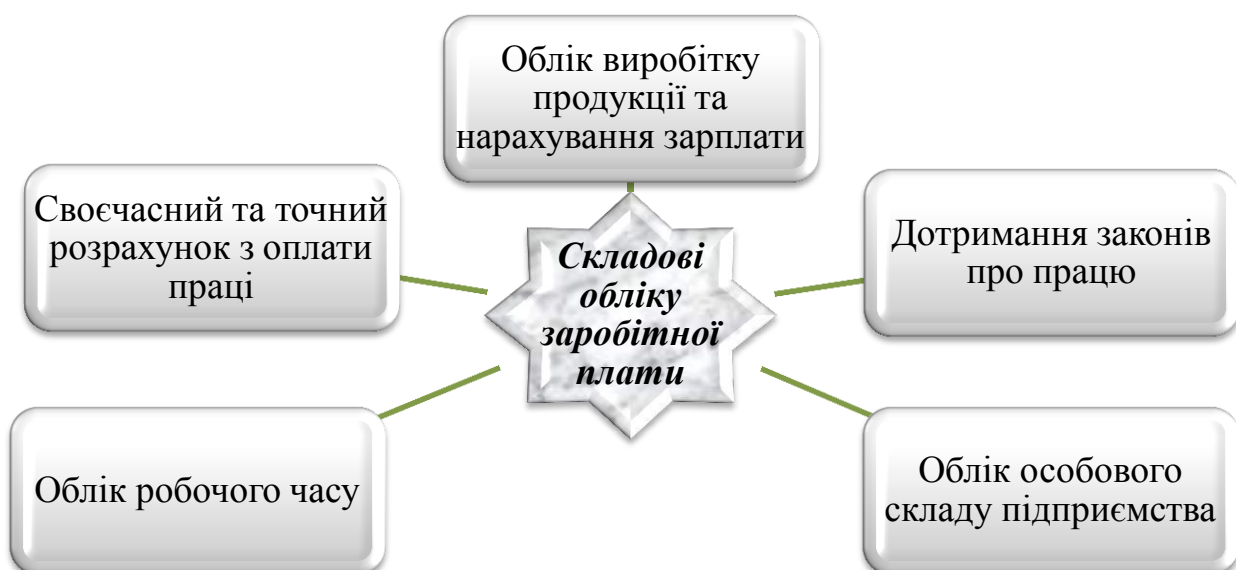 Облік виробітку
продукції та
нарахування зарплати
Своєчасний та точний
розрахунок з оплати
праці
Складові
обліку
заробітної
плати
Дотримання законів
про працю
Облік робочого часу
Облік особового
складу підприємства